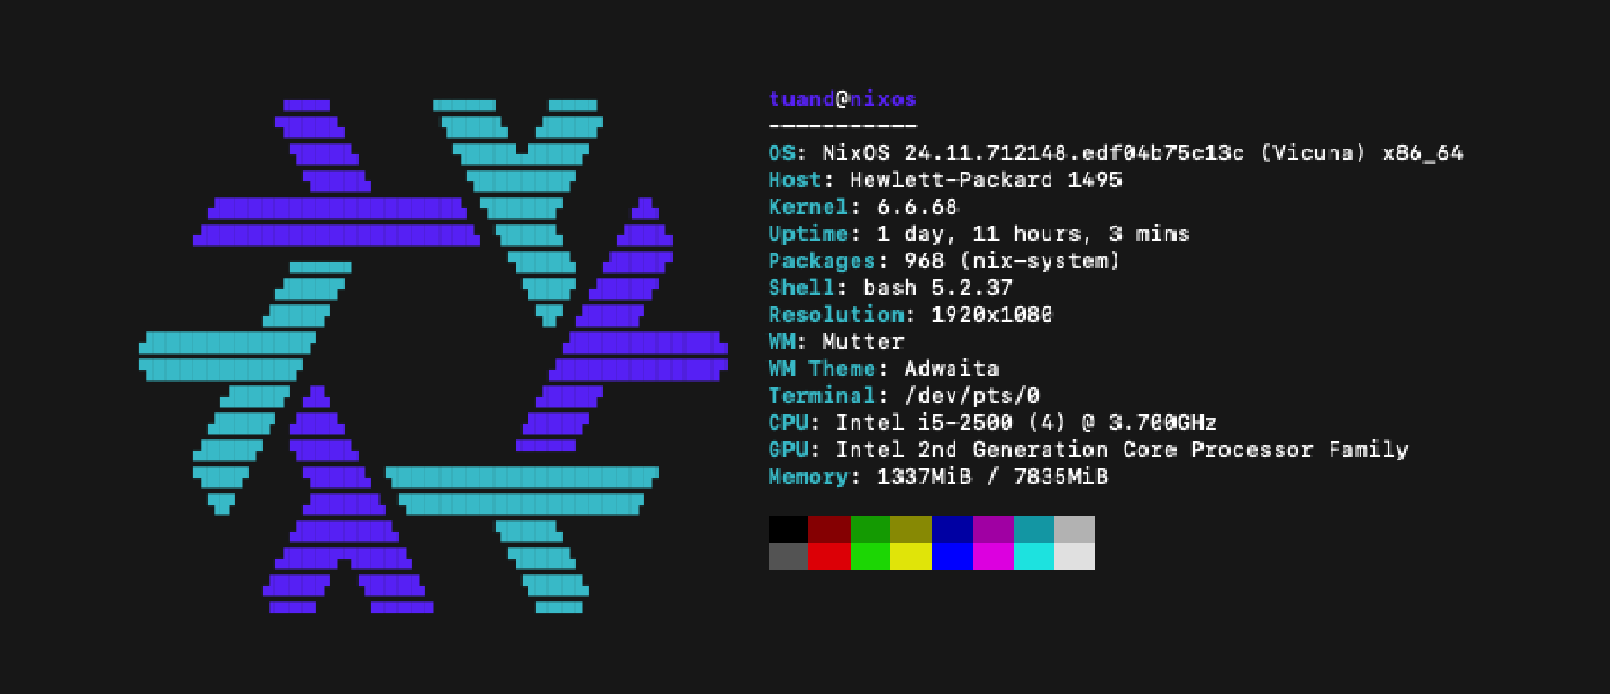 tuand@nixos
-----------
OS: NixOS 24.11.712148.edf04b75c13c (Vicuna) x86_64
Host: Hewlett-Packard 1495
Kernel: 6.6.68
Uptime: 1 day, 11 hours, 3 mins
Packages: 968 (nix-system)
Shell: bash 5.2.37
Resolution: 1920x1080
WM: Mutter
WM Theme: Adwaita
Terminal: /dev/pts/0
CPU: Intel i5-2500 (4) @ 3.700GHz
GPU: Intel 2nd Generation Core Processor Family
Memory: 1337MiB / 7835MiB